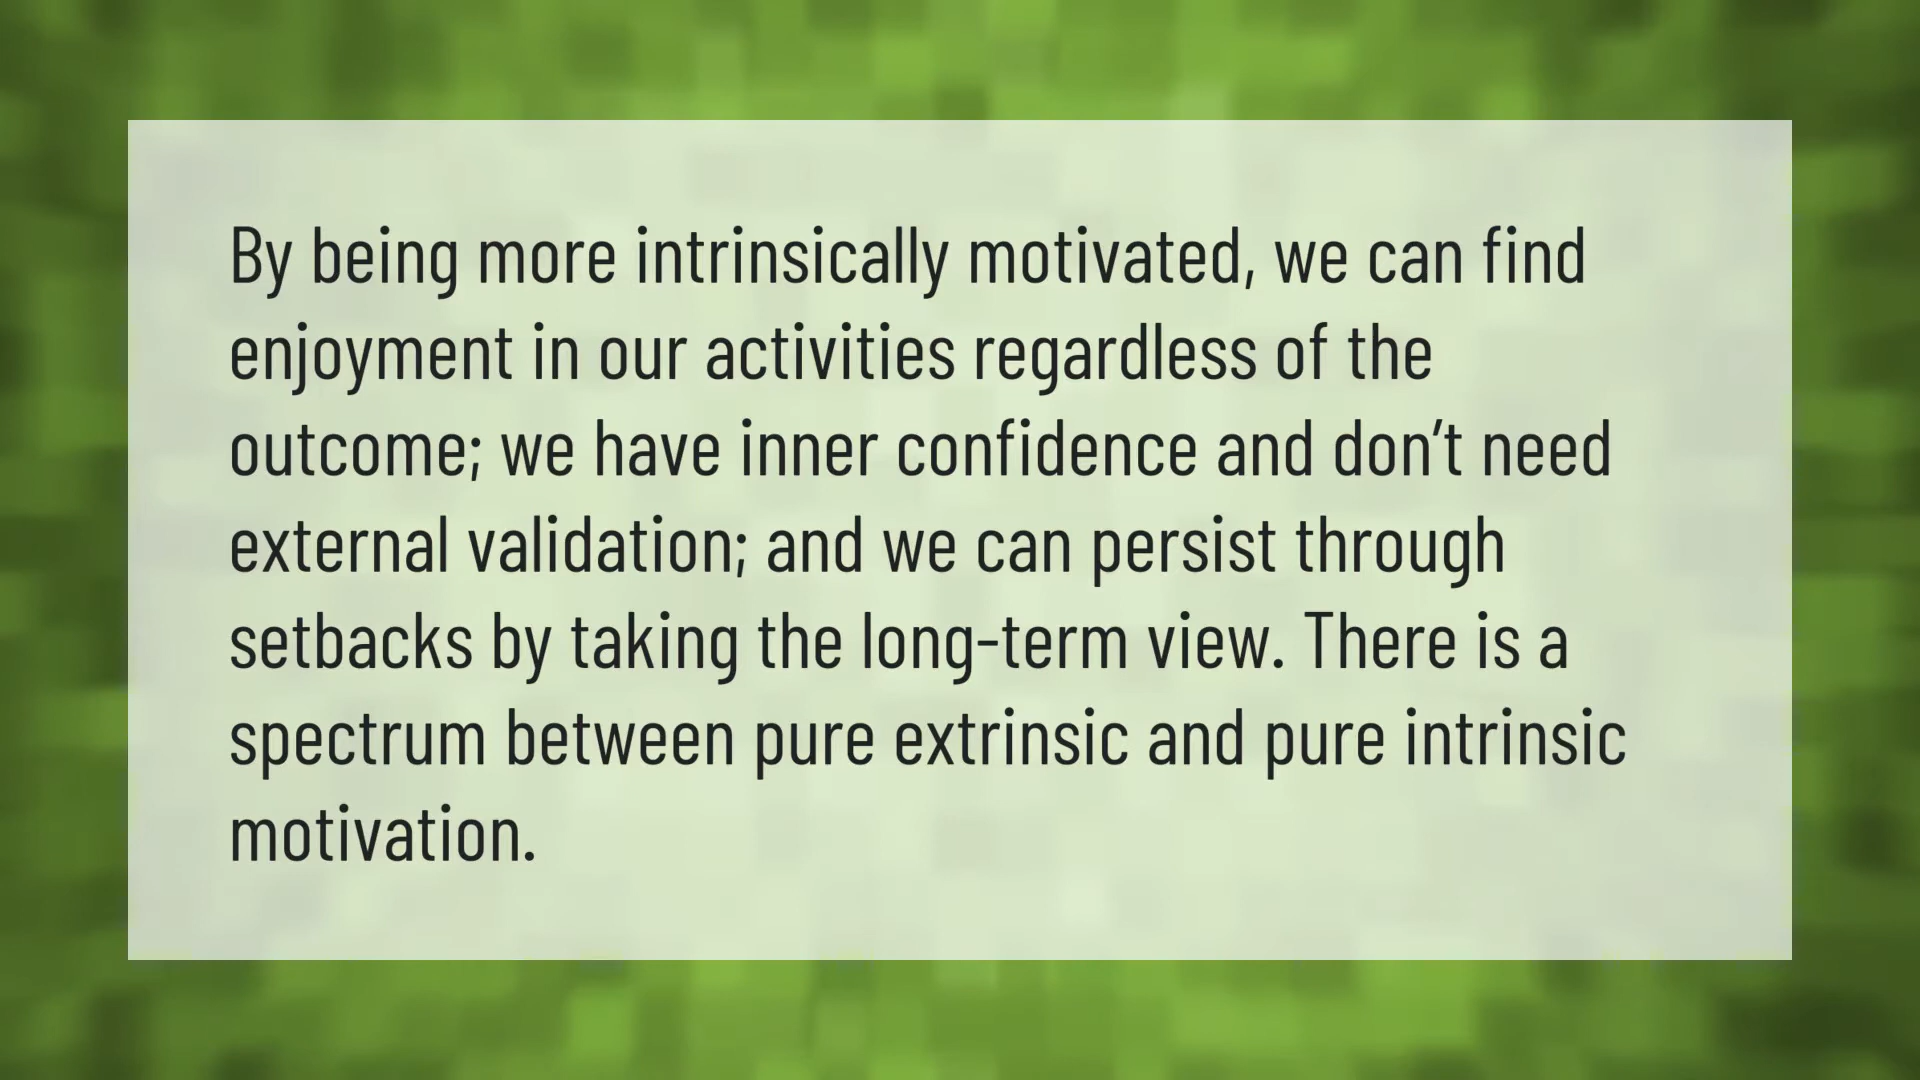 By being more intrinsically motivated, we can find
enjoyment in our activities regardless of the
outcome; we have inner confidence and don’t need
external validation; and we can persist through
setbacks by taking the long-term view. There is a
spectrum between pure extrinsic and pure intrinsic
motivation.